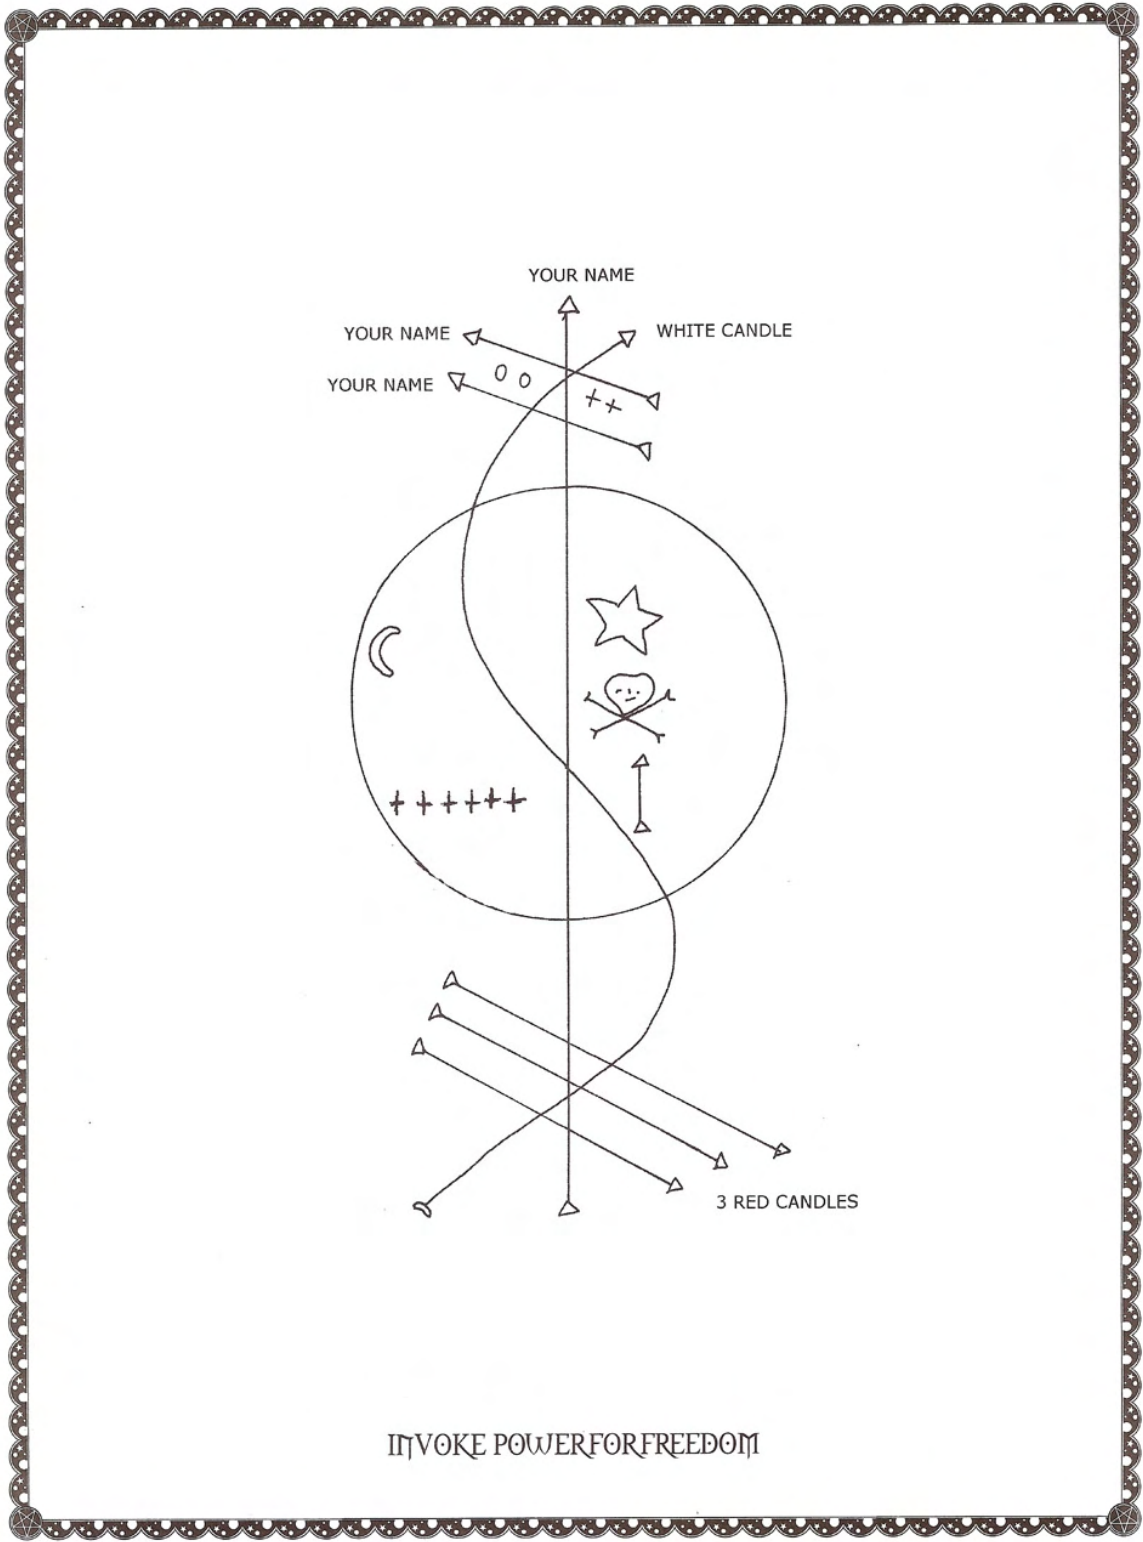 YOUR NAME
YOUR NAME
WHITE CANDLE
YOUR NAME
O O
++
++++++
3 RED CANDLES
INVOKE POWERFORFREEDOM